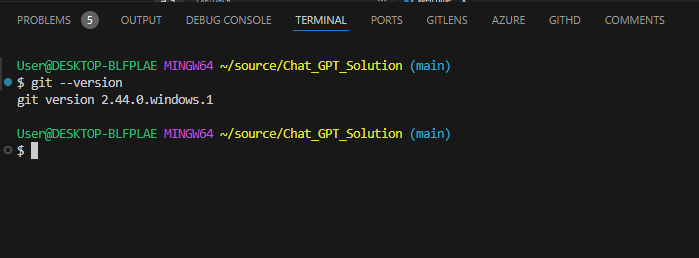 PROBLEMS 5 OUTPUT DEBUG CONSOLE TERMINAL PORTS GITLENS AZURE GITHD COMMENTS
User@DESKTOP-BLFPLAE MINGW64 ~/source/Chat_GPT_Solution (main)
$ git --version
git version 2.44.0.windows.1
User@DESKTOP-BLFPLAE MINGW64 ~/source/Chat_GPT_Solution (main)
$